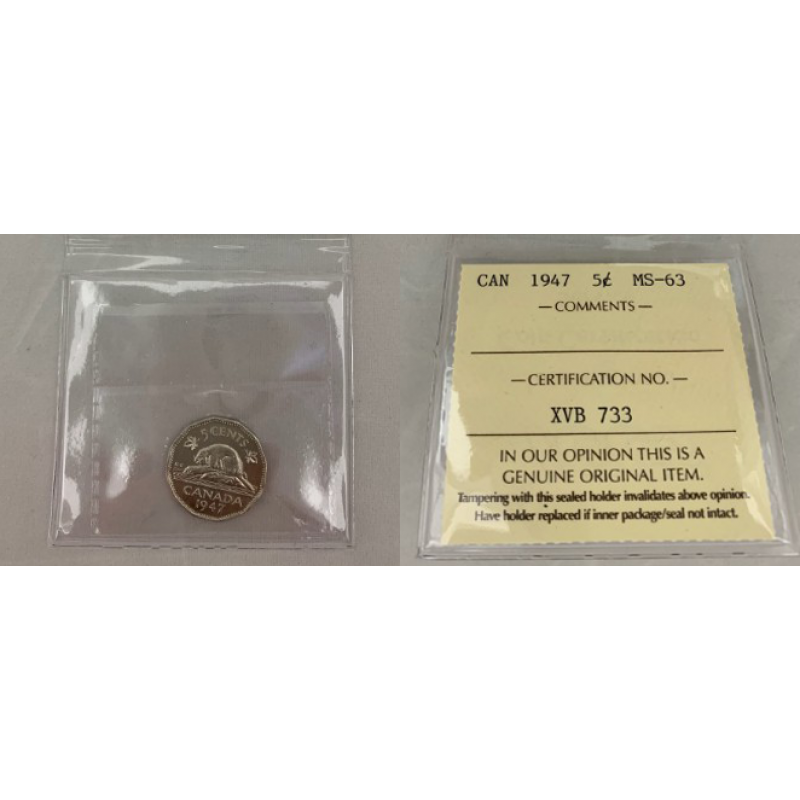 5 CENTS
CANADA
1947
CAN 1947 5¢ MS-63
— COMMENTS —
— CERTIFICATION NO. —
XVB 733
IN OUR OPINION THIS IS A
GENUINE ORIGINAL ITEM.
Tampering with this sealed holder invalidates above opinion.
Have holder replaced if inner package/seal not intact.